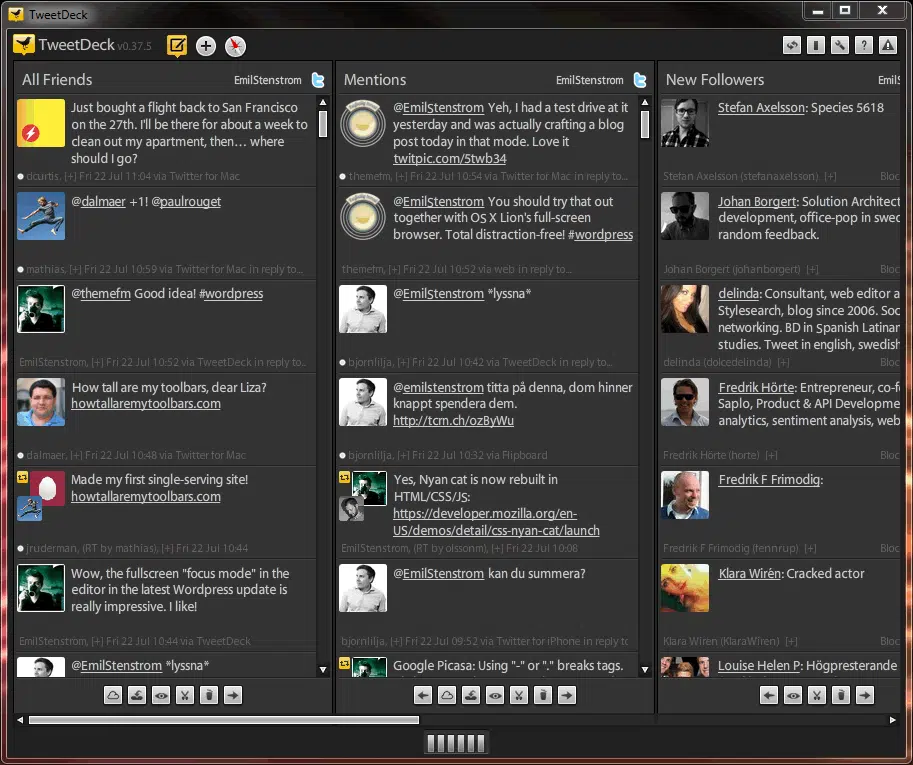 TweetDeck
TweetDeck v0.37.5
All Friends
EmilStenstrom
Just bought a flight back to San Francisco
on the 27th. I'll be there for about a week to
clean out my apartment, then... where
should I go?
dcurtis, [+] Fri 22 Jul 11:04 via Twitter for Mac
@dalmaer +1! @paulrouget
mathias, [+] Fri 22 Jul 10:59 via Twitter for Mac in reply to...
@themefm Good idea! #wordpress
EmilStenstrom, [+] Fri 22 Jul 10:52 via TweetDeck in reply to...
How tall are my toolbars, dear Liza?
howtallaremytoolbars.com
dalmaer, [+] Fri 22 Jul 10:48 via Twitter for Mac
Made my first single-serving site!
howtallaremytoolbars.com
jruderman, (RT by mathias), [+] Fri 22 Jul 10:44
Wow, the fullscreen "focus mode" in the
editor in the latest Wordpress update is
really impressive. I like!
EmilStenstrom, [+] Fri 22 Jul 10:44 via TweetDeck
@EmilStenstrom *lyssna*
Mentions
EmilStenstrom
@EmilStenstrom Yeh, I had a test drive at it
yesterday and was actually crafting a blog
post today in that mode. Love it
twitpic.com/5twb34
themefm, [+] Fri 22 Jul 10:54 via Twitter for Mac in reply to...
@EmilStenstrom You should try that out
together with Os X Lion's full-screen
browser. Total distraction-free! #wordpress
themefm, [+] Fri 22 Jul 10:52 via web in reply to...
@EmilStenstrom *lyssna*
bjornlilja, [+] Fri 22 Jul 10:42 via TweetDeck in reply to...
@emilstenstrom titta på denna, dom hinner
knappt spendera dem.
http://tcrn.ch/ozByWu
bjornlilja, [+] Fri 22 Jul 10:32 via Flipboard
Yes, Nyan cat is now rebuilt in
HTML/CSS/JS:
https://developer.mozilla.org/en-
US/demos/detail/css-nyan-cat/launch
EmilStenstrom, (RT by olssonm), [+] Fri 22 Jul 10:08
@EmilStenstrom kan du summera?
bjornlilja, [+] Fri 22 Jul 09:52 via Twitter for iPhone in reply to
Google Picasa: Using "-" or "." breaks tags.
New Followers
EmilS
Stefan Axelsson: Species 5618
Stefan Axelsson (stefanaxelsson) [+] Bloc
Johan Borgert: Solution Architect
development, office-pop in swed
random feedback.
Johan Borgert (johanborgert) [+] Bloc
delinda: Consultant, web editor a
Stylesearch, blog since 2006. Soc
networking. BD in Spanish Latinar
studies. Tweet in english, swedish
delinda (dolcedelinda) [+] Bloc
Fredrik Hörte: Entrepreneur, co-fo
Saplo, Product & API Developme
analytics, sentiment analysis, web
Fredrik Hörte (horte) [+] Bloc
Fredrik F Frimodig:
Fredrik F Frimodig (fennrup) [+] Bloc
Klara Wirén: Cracked actor
Klara Wirén (KlaraWiren) [+] Bloc
Louise Helen P: Högpresterande